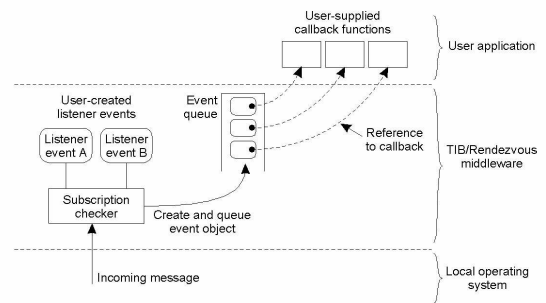 User-supplied
callback functions
User application
User-created
listener events
Event
queue
Listener
event A
Listener
event B
Reference
to callback
TIB/Rendezvous
middleware
Subscription
checker
Create and queue
event object
Incoming message
Local operating
system